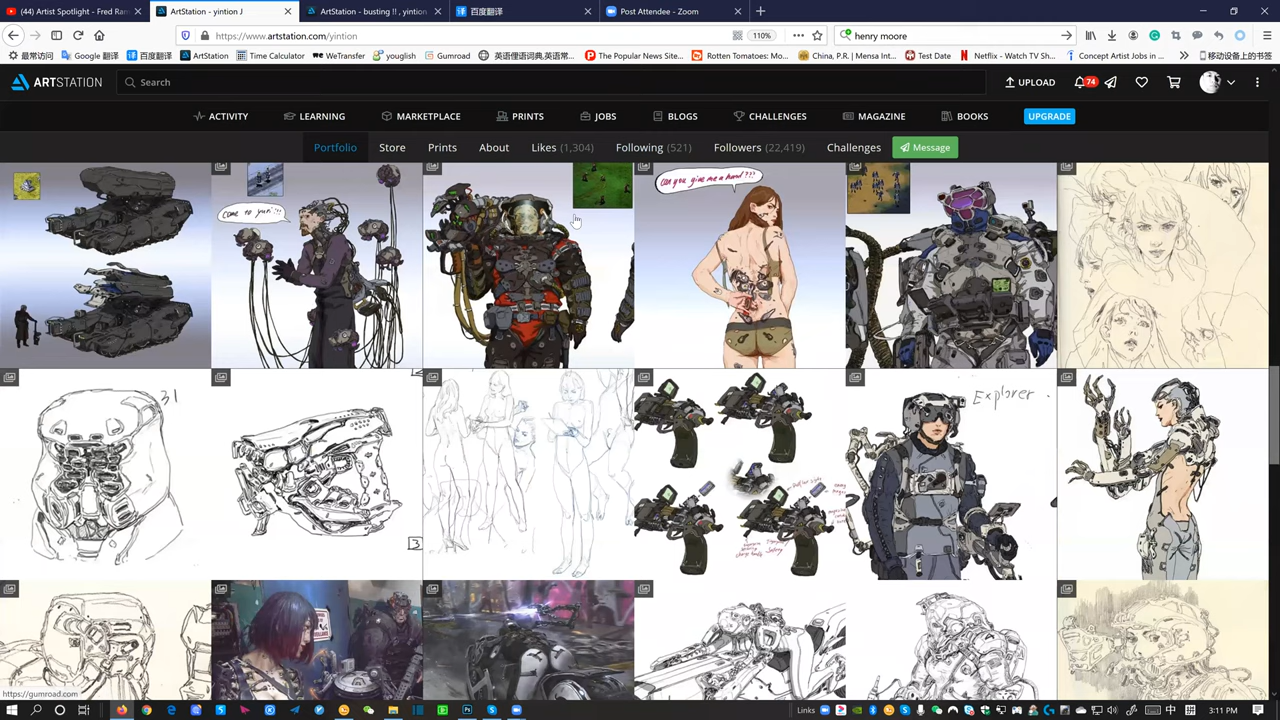 (44) Artist Spotlight - Fred Ram
ArtStation - yintion J
ArtStation - busting !! , yintion
百度翻译
Post Attendee - Zoom
https://www.artstation.com/yintion
110%
henry moore
最常访问
Google 翻译
百度翻译
ArtStation
Time Calculator
WeTransfer
youglish
Gumroad
英语俚语词典,英语常...
The Popular News Site...
Rotten Tomatoes: Mo...
China, P.R. | Mensa Int...
Test Date
Netflix - Watch TV Sh...
Concept Artist Jobs in ...
移动设备上的书签
ARTSTATION
Search
UPLOAD
74
ACTIVITY
LEARNING
MARKETPLACE
PRINTS
JOBS
BLOGS
CHALLENGES
MAGAZINE
BOOKS
UPGRADE
Portfolio
Store
Prints
About
Likes (1,304)
Following (521)
Followers (22,419)
Challenges
Message
come to yuri!!!
can you give me a hand???
31
3
Explorer
https://gumroad.com
Links
中
拼
3:11 PM